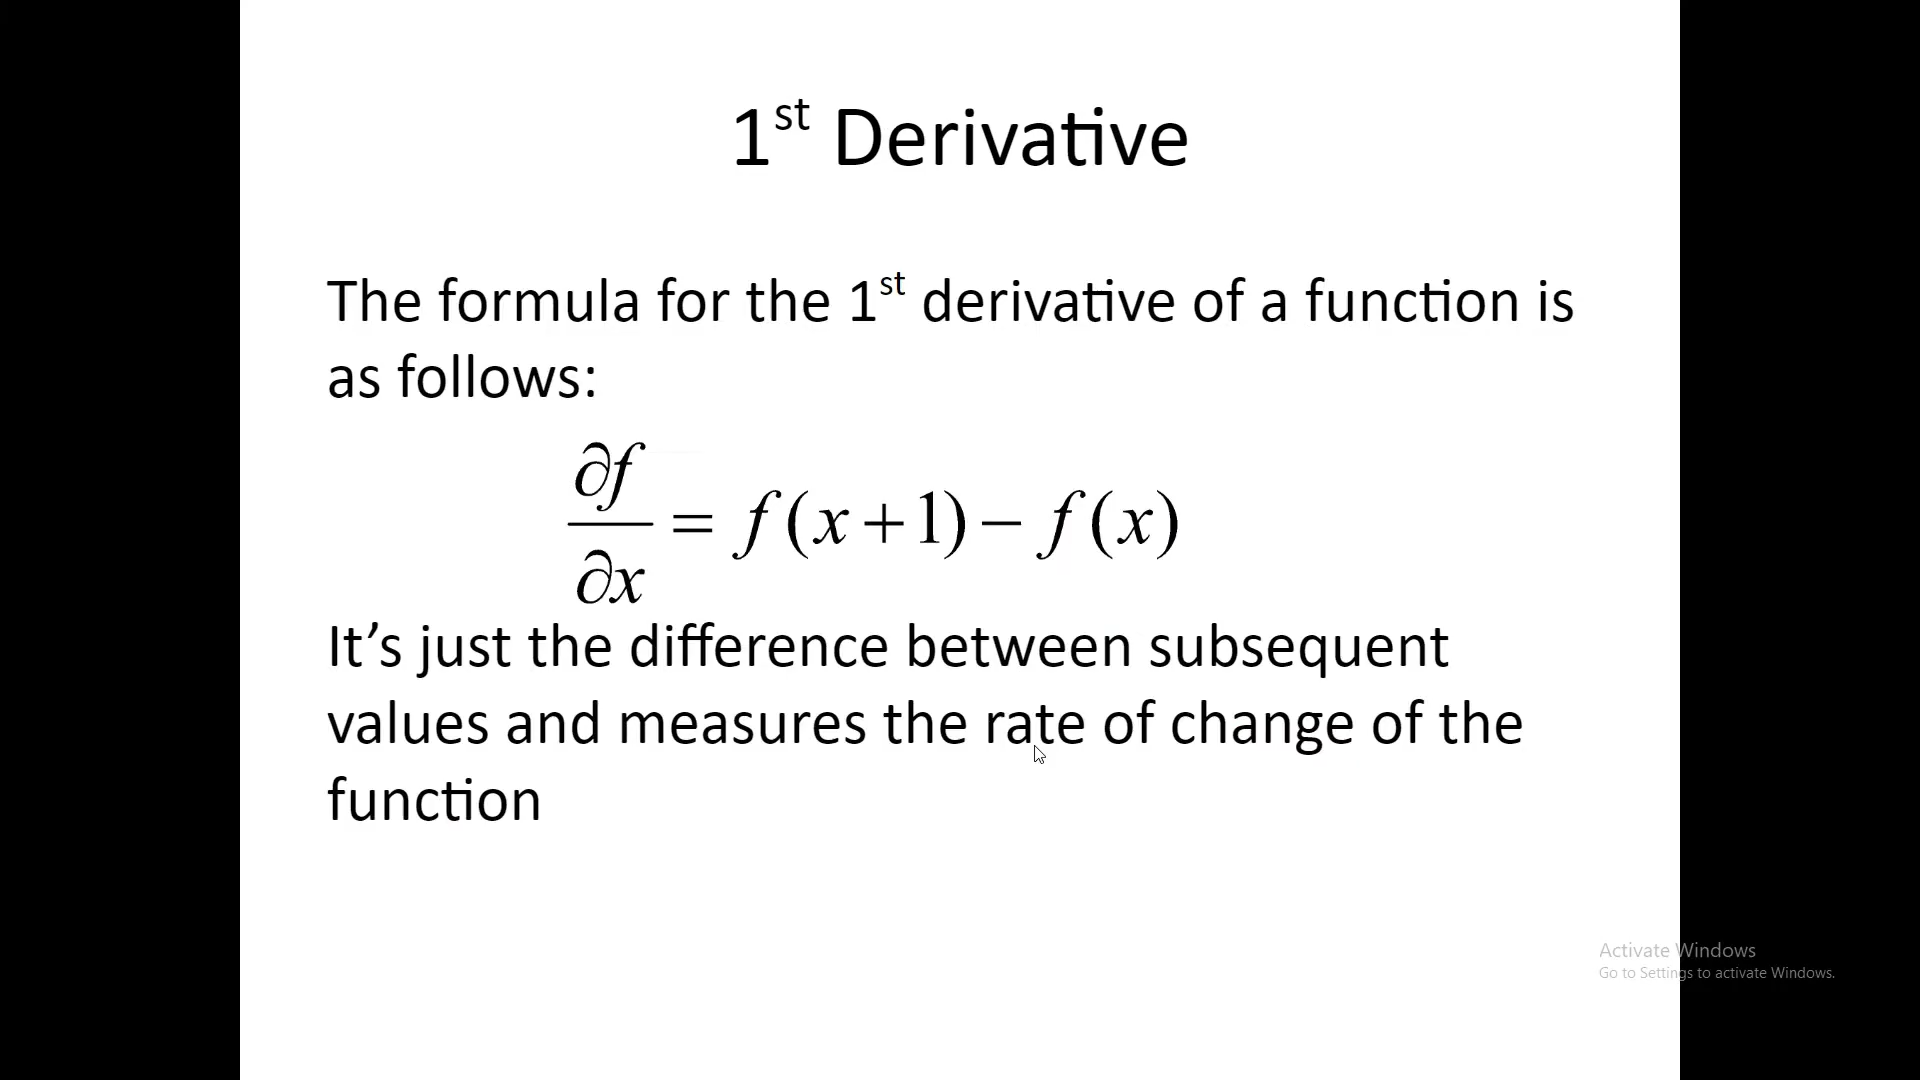 1st Derivative
The formula for the 1st derivative of a function is
as follows:
∂f/∂x = f(x+1) − f(x)
It’s just the difference between subsequent
values and measures the rate of change of the
function
Activate Windows
Go to Settings to activate Windows.